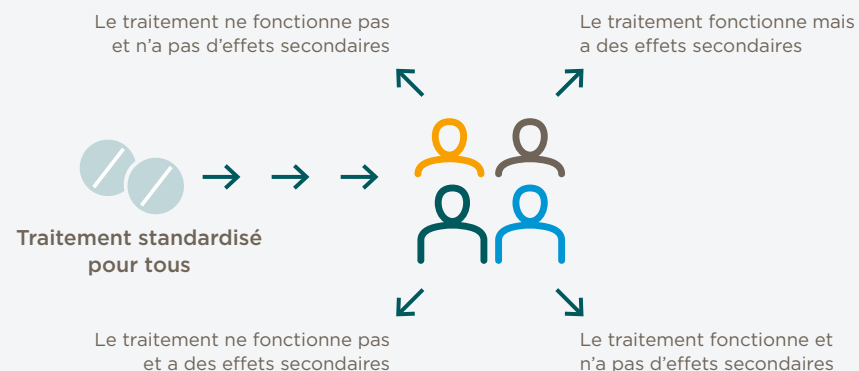 Le traitement ne fonctionne pas
et n’a pas d’effets secondaires
Le traitement fonctionne mais
a des effets secondaires
Traitement standardisé
pour tous
Le traitement ne fonctionne pas
et a des effets secondaires
Le traitement fonctionne et
n’a pas d’effets secondaires